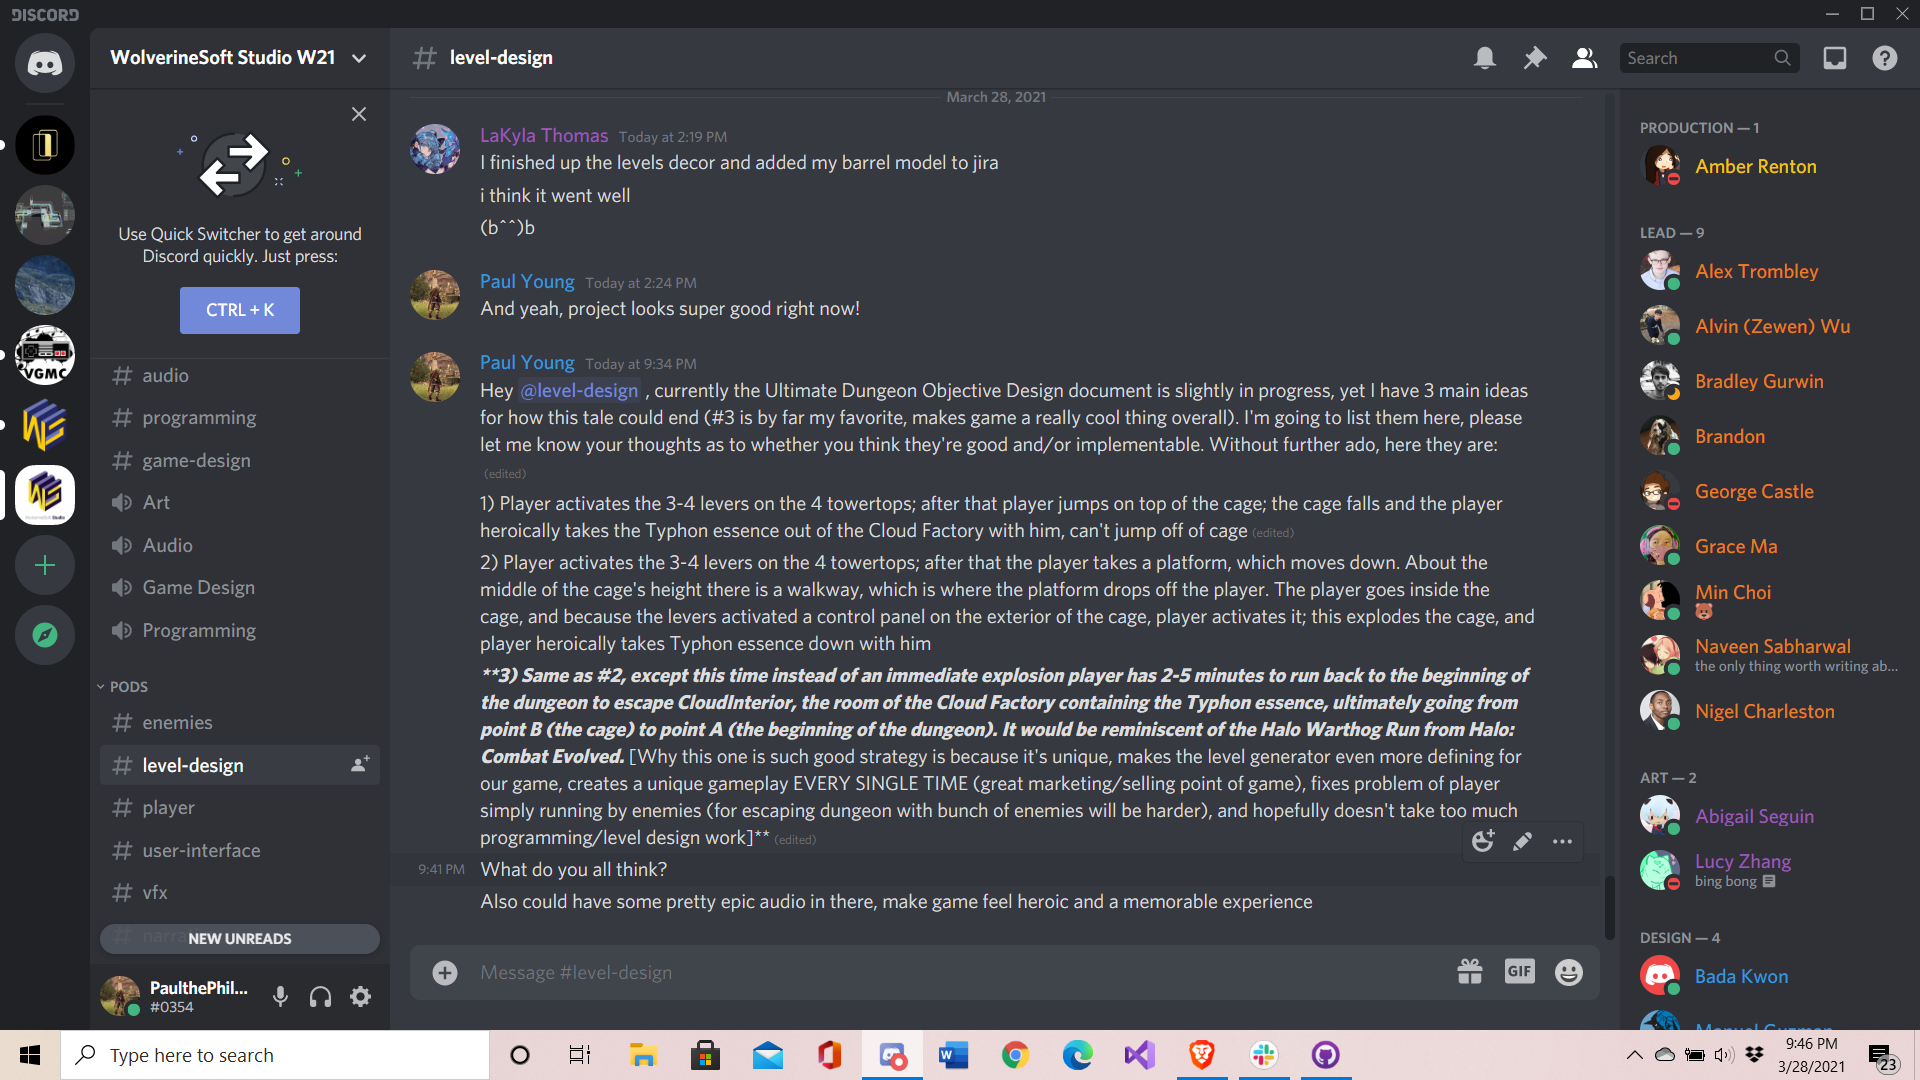 DISCORD
WolverineSoft Studio W21
Use Quick Switcher to get around
Discord quickly. Just press:
CTRL + K
audio
programming
game-design
Art
Audio
Game Design
Programming
PODS
enemies
level-design
player
user-interface
vfx
NEW UNREADS
PaulthePhil...
#0354
VGMC
# level-design
Search
March 28, 2021
LaKyla Thomas Today at 2:19 PM
I finished up the levels decor and added my barrel model to jira
i think it went well
(b^^)b
Paul Young Today at 2:24 PM
And yeah, project looks super good right now!
Paul Young Today at 9:34 PM
Hey @level-design , currently the Ultimate Dungeon Objective Design document is slightly in progress, yet I have 3 main ideas
for how this tale could end (#3 is by far my favorite, makes game a really cool thing overall). I'm going to list them here, please
let me know your thoughts as to whether you think they're good and/or implementable. Without further ado, here they are:
(edited)
1) Player activates the 3-4 levers on the 4 towertops; after that player jumps on top of the cage; the cage falls and the player
heroically takes the Typhon essence out of the Cloud Factory with him, can't jump off of cage (edited)
2) Player activates the 3-4 levers on the 4 towertops; after that the player takes a platform, which moves down. About the
middle of the cage's height there is a walkway, which is where the platform drops off the player. The player goes inside the
cage, and because the levers activated a control panel on the exterior of the cage, player activates it; this explodes the cage, and
player heroically takes Typhon essence down with him
**3) Same as #2, except this time instead of an immediate explosion player has 2-5 minutes to run back to the beginning of
the dungeon to escape CloudInterior, the room of the Cloud Factory containing the Typhon essence, ultimately going from
point B (the cage) to point A (the beginning of the dungeon). It would be reminiscent of the Halo Warthog Run from Halo:
Combat Evolved. [Why this one is such good strategy is because it's unique, makes the level generator even more defining for
our game, creates a unique gameplay EVERY SINGLE TIME (great marketing/selling point of game), fixes problem of player
simply running by enemies (for escaping dungeon with bunch of enemies will be harder), and hopefully doesn't take too much
programming/level design work]** (edited)
9:41 PM What do you all think?
Also could have some pretty epic audio in there, make game feel heroic and a memorable experience
Message #level-design
GIF
PRODUCTION — 1
Amber Renton
LEAD — 9
Alex Trombley
Alvin (Zewen) Wu
Bradley Gurwin
Brandon
George Castle
Grace Ma
Min Choi
Naveen Sabharwal
the only thing worth writing ab...
Nigel Charleston
ART — 2
Abigail Seguin
Lucy Zhang
bing bong
DESIGN — 4
Bada Kwon
Type here to search
9:46 PM
3/28/2021
23